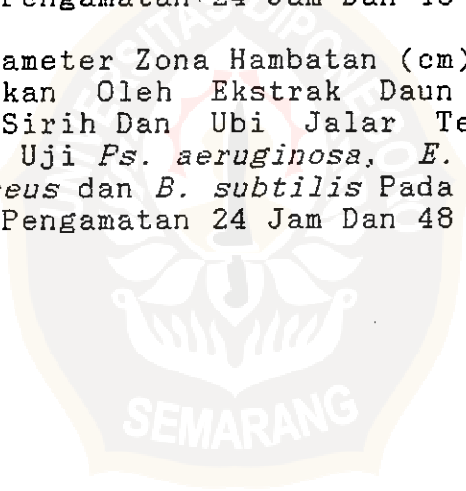 Pengamatan 24 Jam Dan 48
ameter Zona Hambatan (cm)
kan Oleh Ekstrak Daun
Sirih Dan Ubi Jalar Te
Uji Ps. aeruginosa, E.
eus dan B. subtilis Pada
Pengamatan 24 Jam Dan 48
SEMARANG